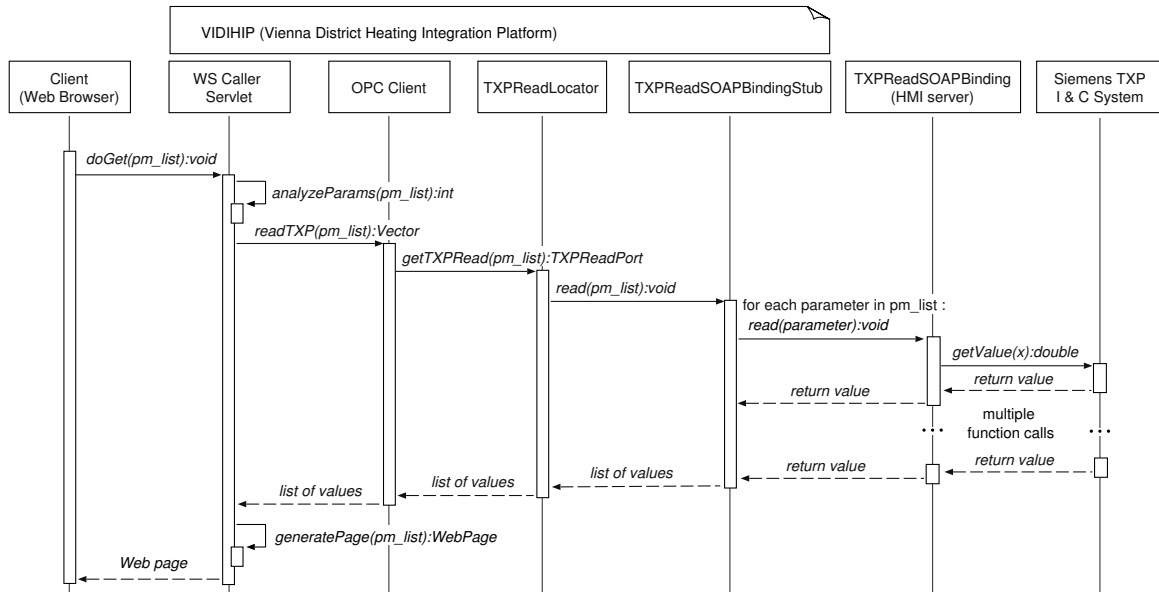 VIDIHIP (Vienna District Heating Integration Platform)
Client
(Web Browser)
WS Caller
Servlet
OPC Client
TXPReadLocator
TXPReadSOAPBindingStub
TXPReadSOAPBinding
(HMI server)
Siemens TXP
I & C System
doGet(pm_list):void
analyzeParams(pm_list):int
readTXP(pm_list):Vector
getTXPRead(pm_list):TXPReadPort
read(pm_list):void
for each parameter in pm_list :
read(parameter):void
getValue(x):double
return value
return value
...
multiple
function calls
...
return value
return value
list of values
list of values
list of values
generatePage(pm_list):WebPage
Web page